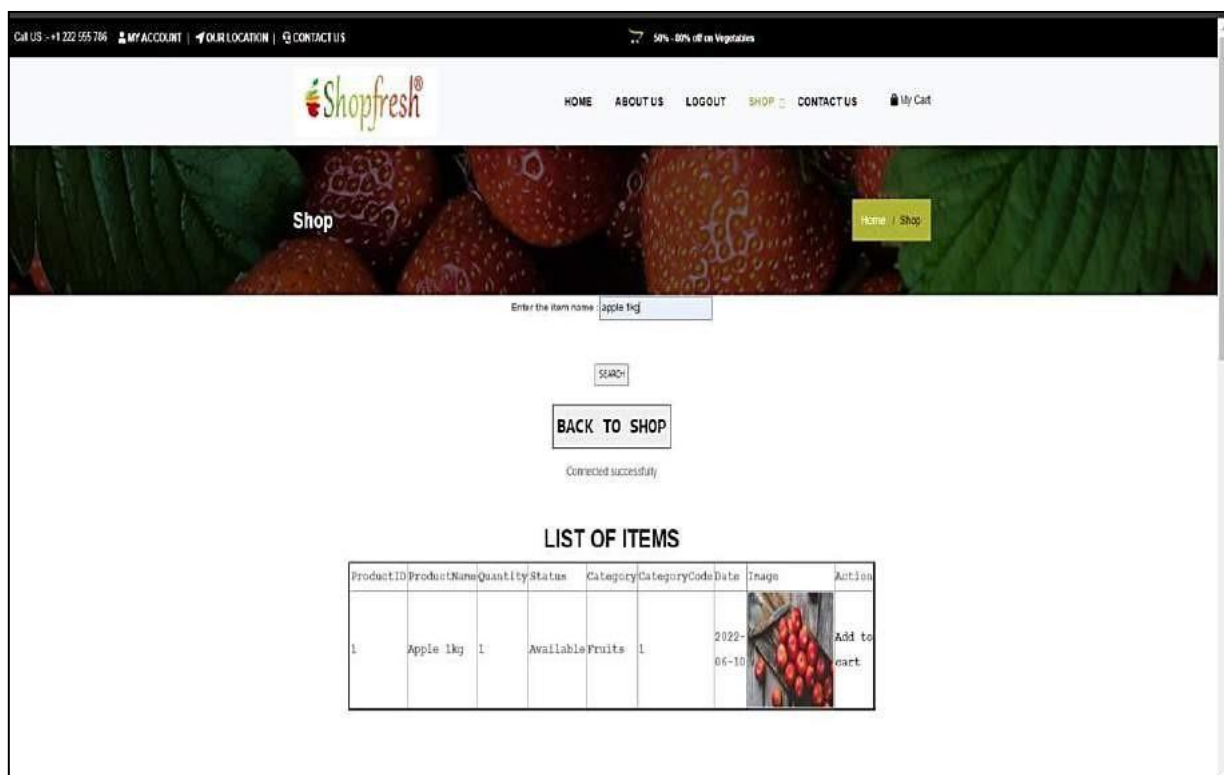 Call US :- +1 222 555 786 MY ACCOUNT | OUR LOCATION | CONTACT US 50% - 80% off on Vegetables
Shopfresh® HOME ABOUT US LOGOUT SHOP CONTACT US My Cart
Shop Home / Shop
Enter the item name : apple 1kg
SEARCH
BACK TO SHOP
Connected successfully
LIST OF ITEMS
ProductID ProductName Quantity Status Category CategoryCode Date Image Action
1 Apple 1kg 1 Available Fruits 1 2022-
06-10 Add to
cart